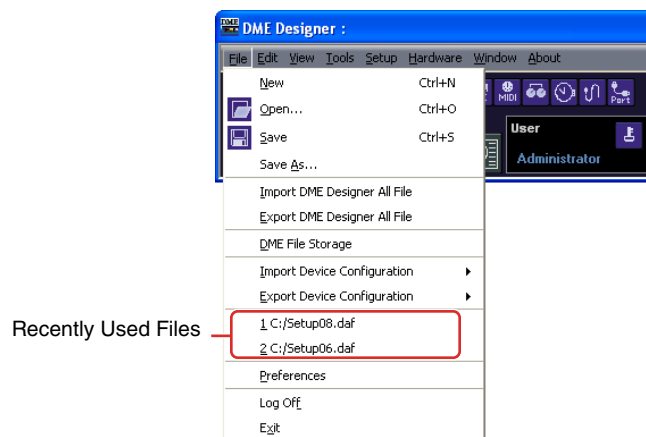 DME Designer :
File Edit View Tools Setup Hardware Window About
New Ctrl+N
Open... Ctrl+O
Save Ctrl+S
Save As...
Import DME Designer All File
Export DME Designer All File
DME File Storage
Import Device Configuration
Export Device Configuration
1 C:/Setup08.daf
2 C:/Setup06.daf
Preferences
Log Off
Exit
MIDI
Port
User
Administrator
Recently Used Files